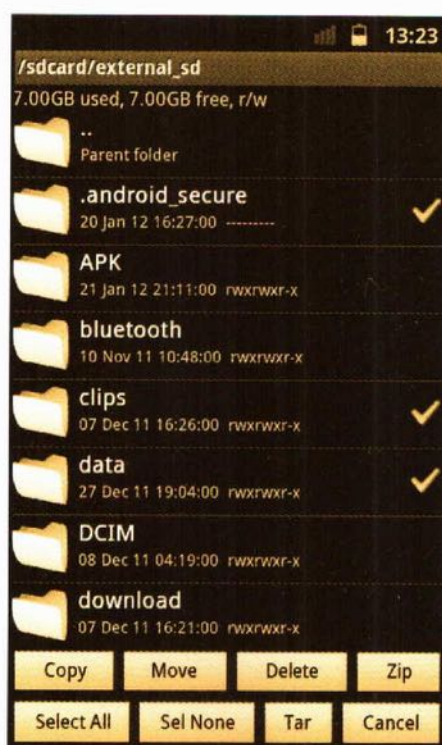 13:23
/sdcard/external_sd
7.00GB used, 7.00GB free, r/w
..
Parent folder
.android_secure
20 Jan 12 16:27:00 ---------
APK
21 Jan 12 21:11:00 rwxrwxr-x
bluetooth
10 Nov 11 10:48:00 rwxrwxr-x
clips
07 Dec 11 16:26:00 rwxrwxr-x
data
27 Dec 11 19:04:00 rwxrwxr-x
DCIM
08 Dec 11 04:19:00 rwxrwxr-x
download
07 Dec 11 16:21:00 rwxrwxr-x
Copy Move Delete Zip
Select All Sel None Tar Cancel